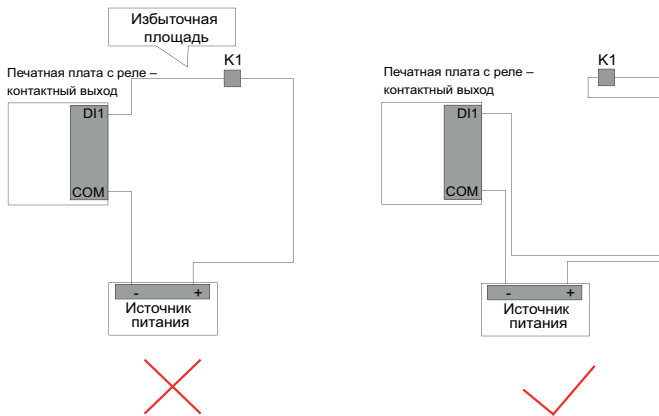 Избыточная
площадь
K1
Печатная плата с реле –
контактный выход
DI1
COM
- +
Источник
питания
K1
Печатная плата с реле –
контактный выход
DI1
COM
- +
Источник
питания